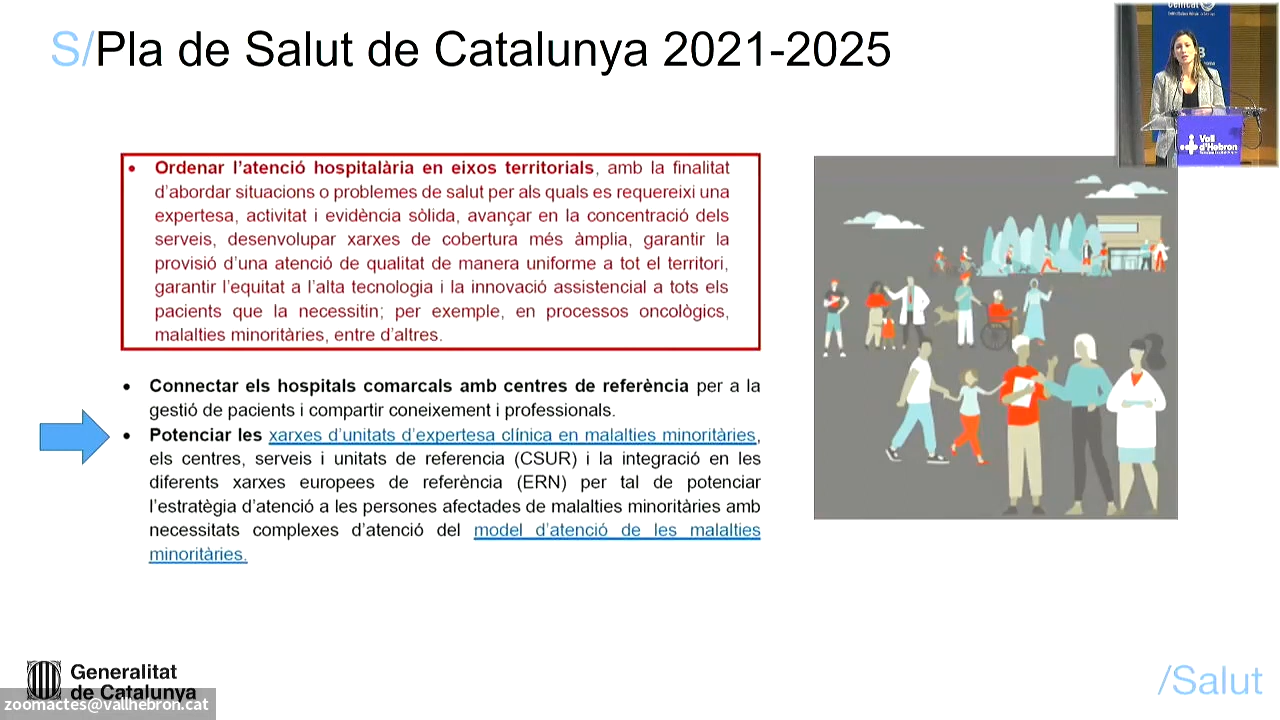 S/Pla de Salut de Catalunya 2021-2025
• Ordenar l’atenció hospitalària en eixos territorials, amb la finalitat
d’abordar situacions o problemes de salut per als quals es requereixi una
expertesa, activitat i evidència sòlida, avançar en la concentració dels
serveis, desenvolupar xarxes de cobertura més àmplia, garantir la
provisió d’una atenció de qualitat de manera uniforme a tot el territori,
garantir l’equitat a l’alta tecnologia i la innovació assistencial a tots els
pacients que la necessitin; per exemple, en processos oncològics,
malalties minoritàries, entre d’altres.
• Connectar els hospitals comarcals amb centres de referència per a la
gestió de pacients i compartir coneixement i professionals.
• Potenciar les xarxes d’unitats d’expertesa clínica en malalties minoritàries,
els centres, serveis i unitats de referencia (CSUR) i la integració en les
diferents xarxes europees de referència (ERN) per tal de potenciar
l’estratègia d’atenció a les persones afectades de malalties minoritàries amb
necessitats complexes d’atenció del model d’atenció de les malalties
minoritàries.
Vall
d'Hebron
Generalitat
de Catalunya
zoomactes@vallhebron.cat
/Salut